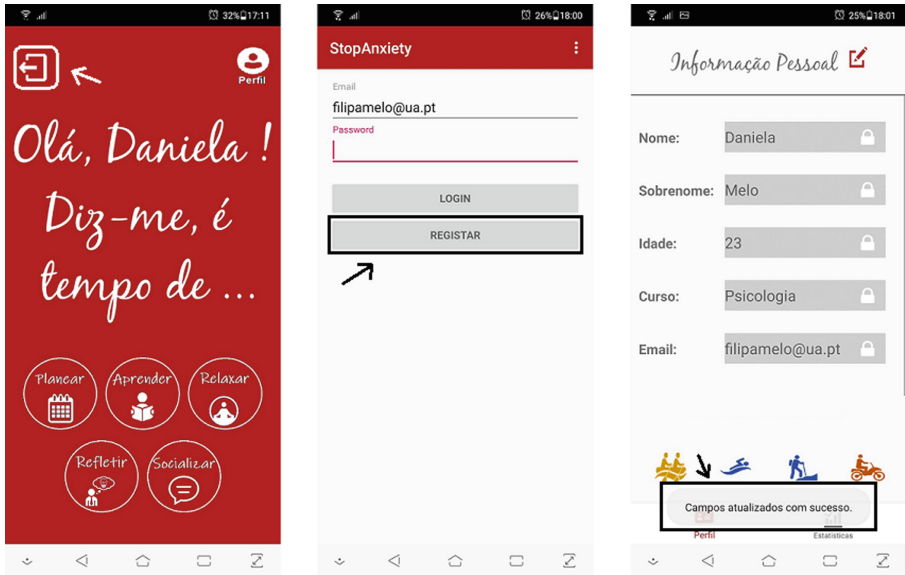 32% 17:11
Perfil
Olá, Daniela !
Diz-me, é
tempo de ...
Planear
Aprender
Relaxar
Refletir
Socializar
26% 18:00
StopAnxiety
Email
filipamelo@ua.pt
Password
LOGIN
REGISTAR
25% 18:01
Informação Pessoal
Nome: Daniela
Sobrenome: Melo
Idade: 23
Curso: Psicologia
Email: filipamelo@ua.pt
Campos atualizados com sucesso.
Perfil
Estatísticas